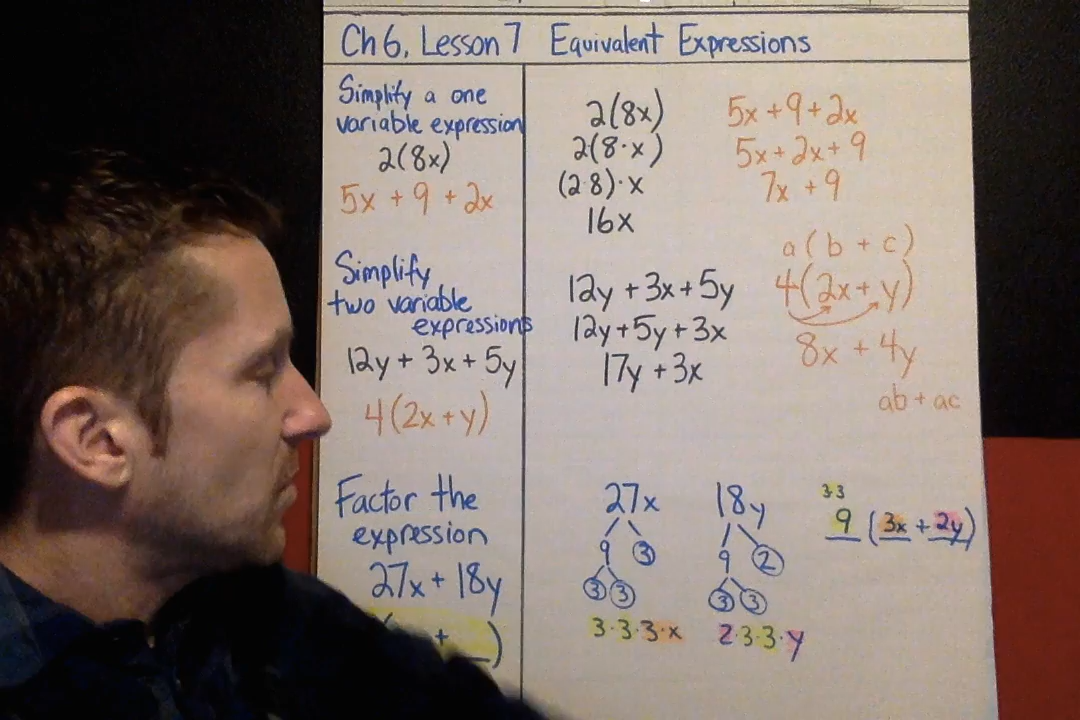 Ch 6, Lesson 7 Equivalent Expressions
Simplify a one
variable expression
2(8x)
5x + 9 + 2x
2(8x)
2(8·x)
(2·8)·x
16x
5x + 9 + 2x
5x + 2x + 9
7x + 9
Simplify
two variable
expressions
12y + 3x + 5y
4(2x+y)
12y + 3x + 5y
12y + 5y + 3x
17y + 3x
a(b + c)
4(2x + y)
8x + 4y
ab + ac
Factor the
expression
27x + 18y
( + )
27x
9 3
3 3
3·3·3·x
18y
9 2
3 3
2·3·3·y
3·3
9 (3x + 2y)